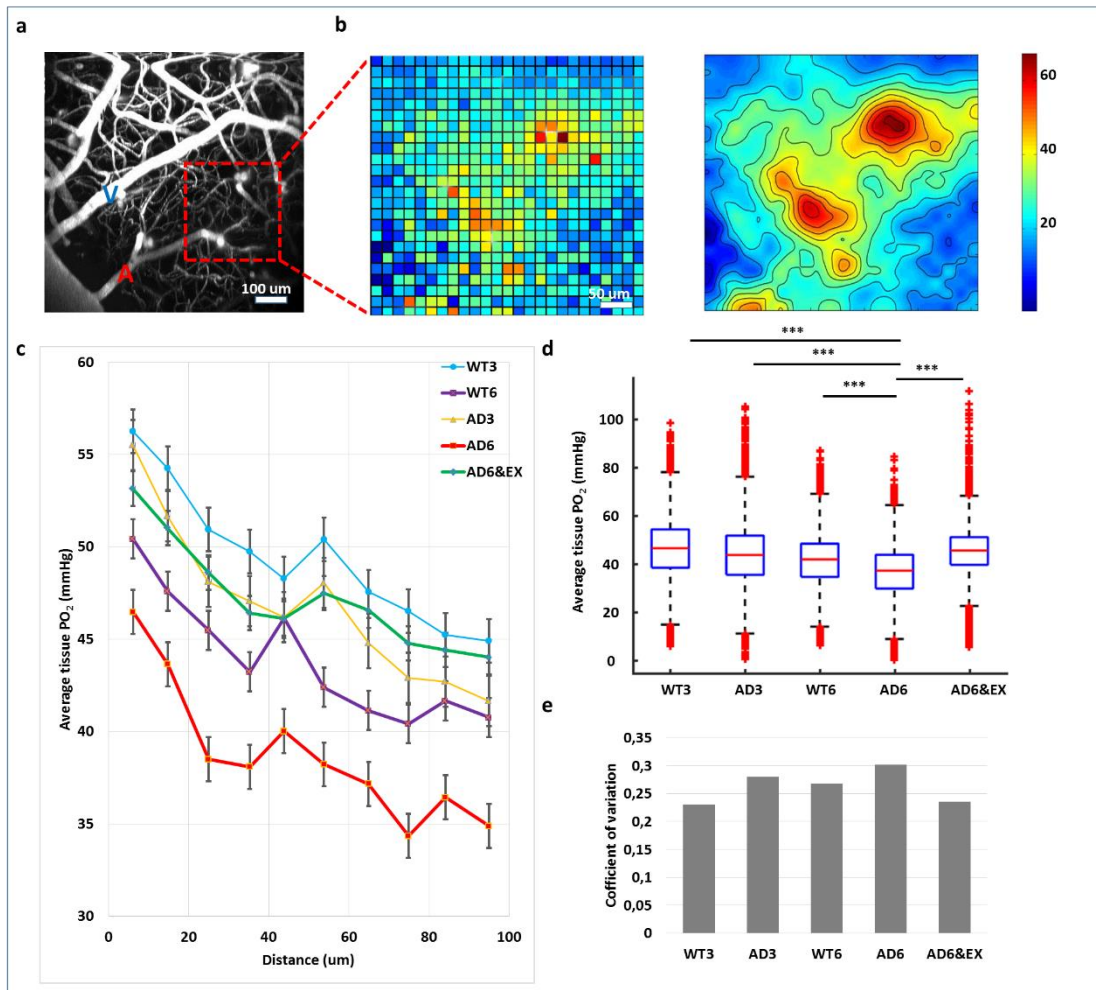 a
b
V
A
100 um
50 um
60
40
20
c
60
55
50
45
40
35
30
0
20
40
60
80
100
Average tissue PO₂ (mmHg)
Distance (um)
WT3
WT6
AD3
AD6
AD6&EX
d
***
***
***
***
100
80
60
40
20
0
Average tissue PO₂ (mmHg)
WT3
AD3
WT6
AD6
AD6&EX
e
0,35
0,3
0,25
0,2
0,15
0,1
0,05
0
Cofficient of variation
WT3
AD3
WT6
AD6
AD6&EX